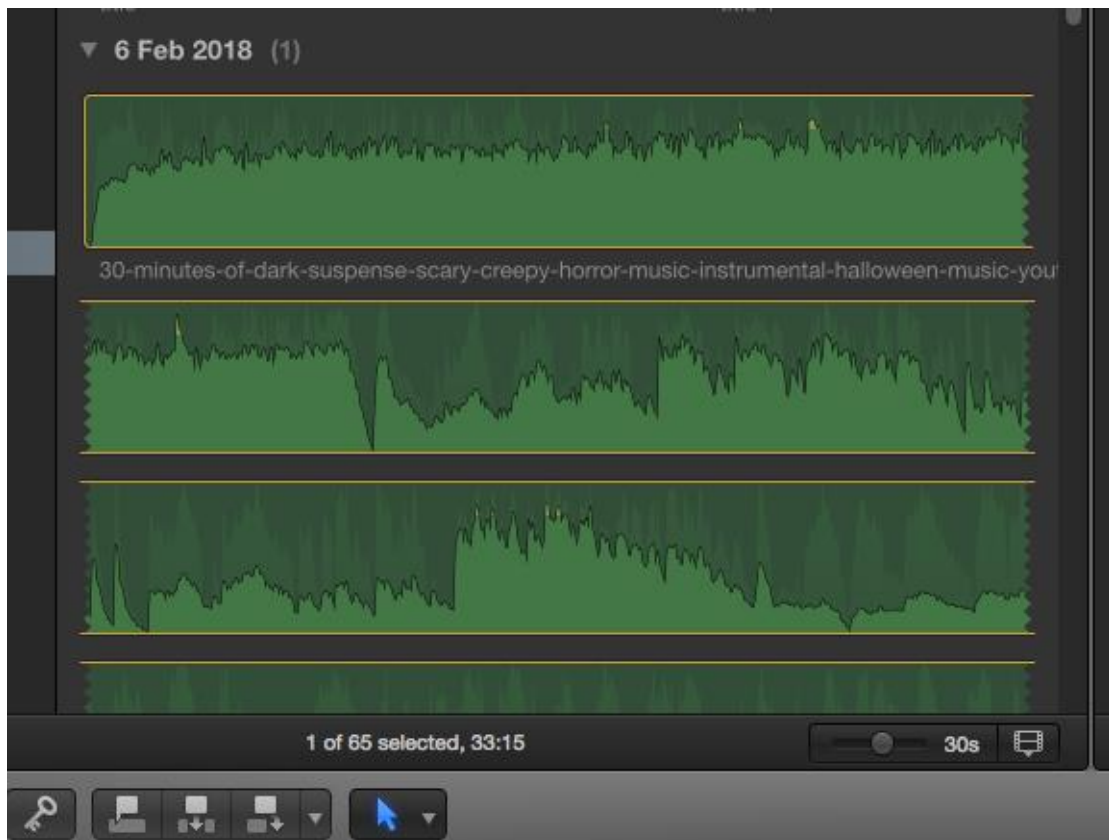 6 Feb 2018 (1)
30-minutes-of-dark-suspense-scary-creepy-horror-music-instrumental-halloween-music-you
1 of 65 selected, 33:15
30s